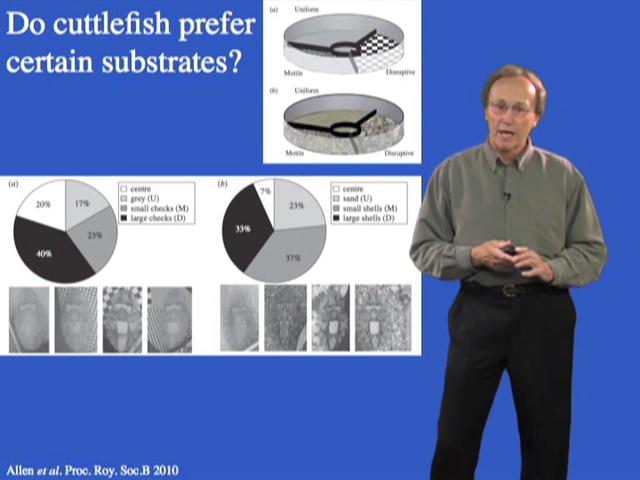 Do cuttlefish prefer
certain substrates?
(a) Uniform
Mottle Disruptive
(b) Uniform
Mottle Disruptive
(a)
20% 17%
23%
40%
centre
grey (U)
small checks (M)
large checks (D)
(b)
7%
23%
33%
37%
centre
sand (U)
small shells (M)
large shells (D)
Allen et al. Proc. Roy. Soc.B 2010